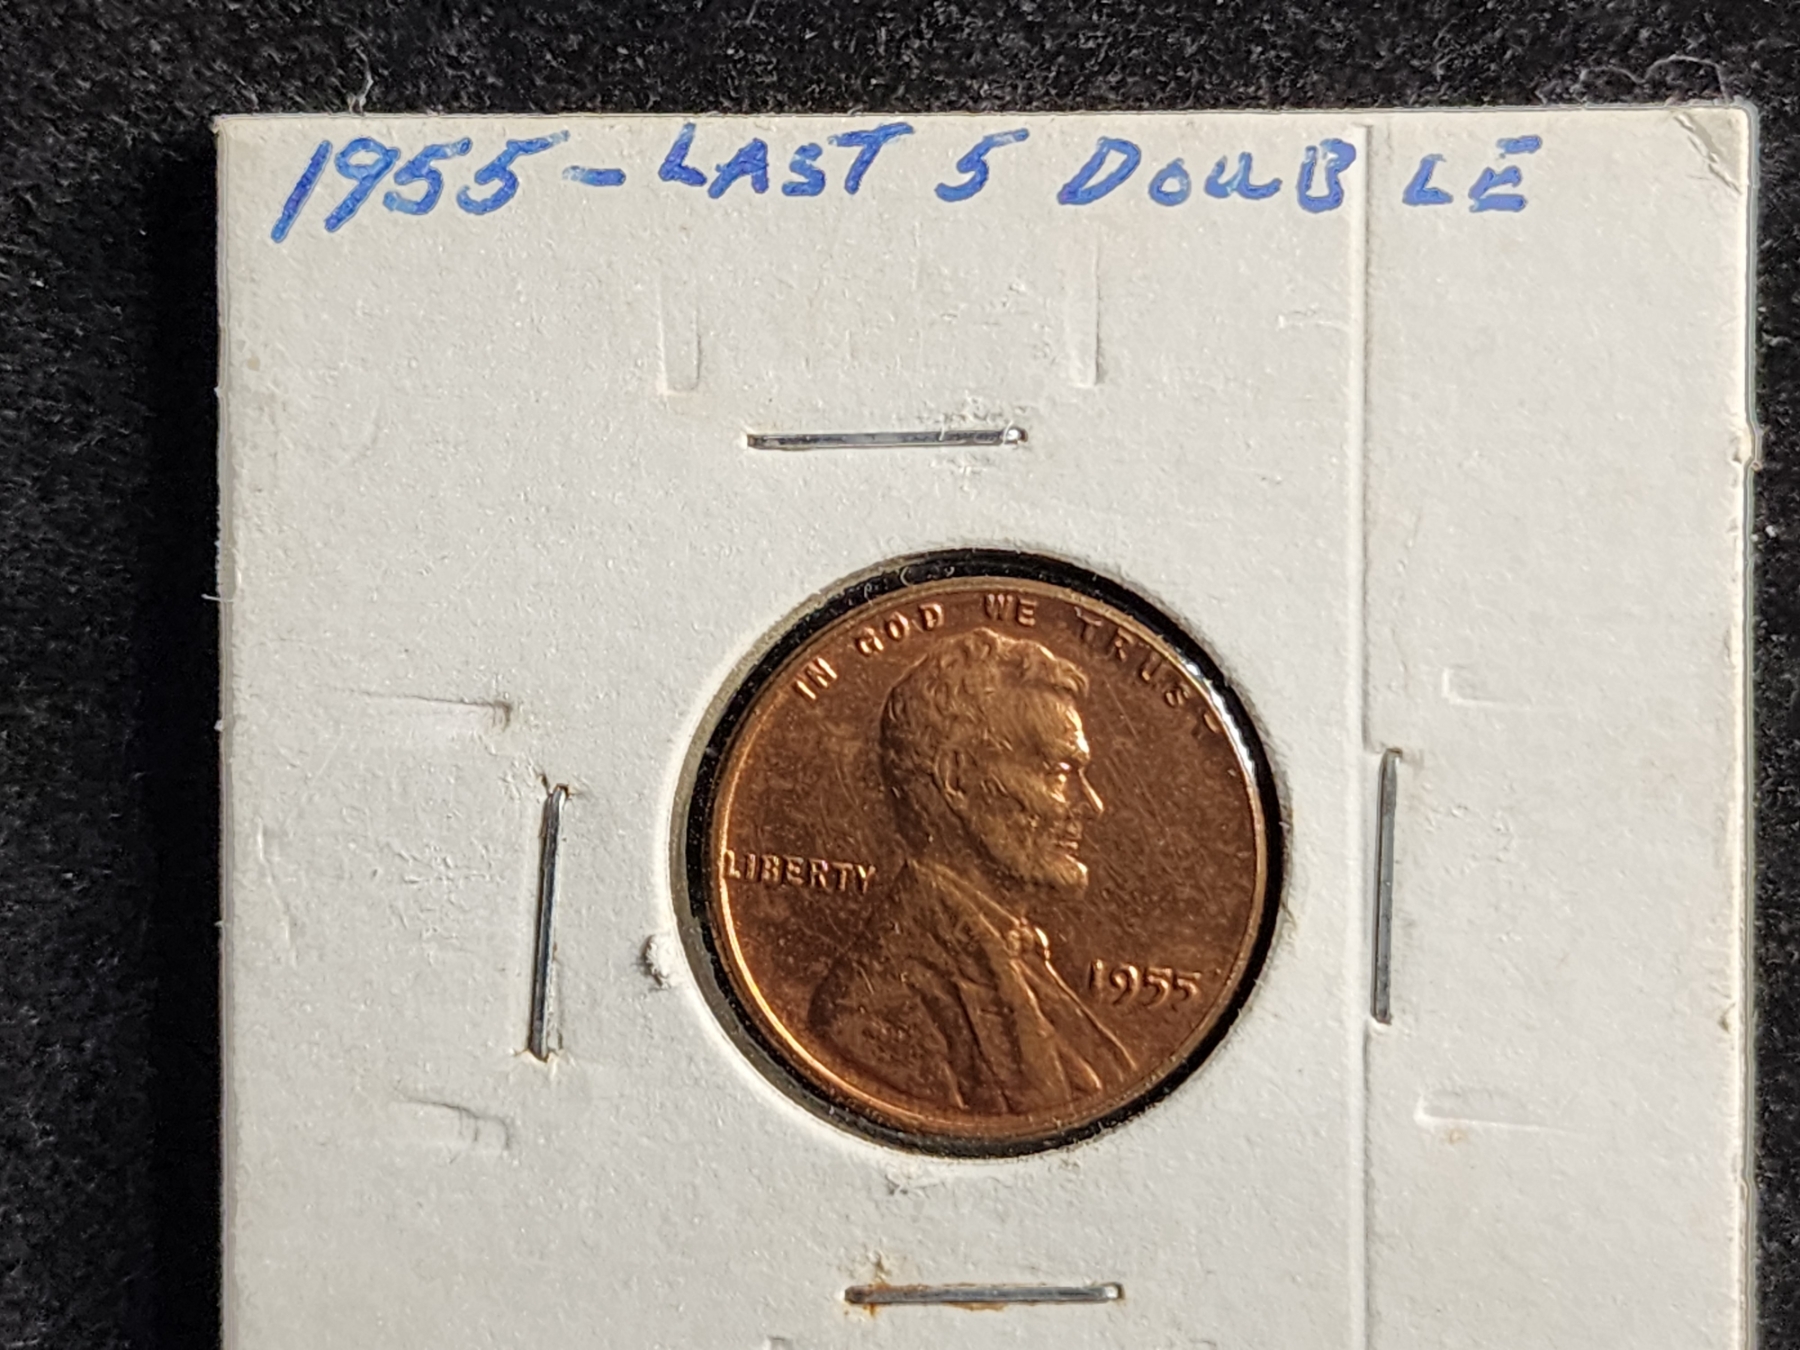 1955 - LAST 5 DOUBLE
IN GOD WE TRUST
LIBERTY
1955